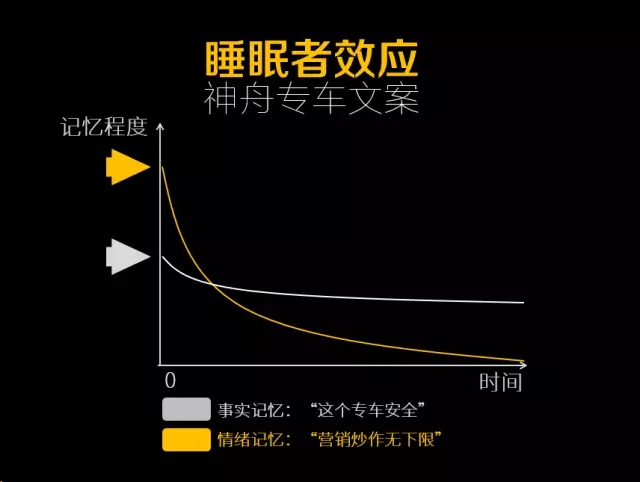 睡眠者效应
神舟专车文案
记忆程度
0
时间
事实记忆：“这个专车安全”
情绪记忆：“营销炒作无下限”